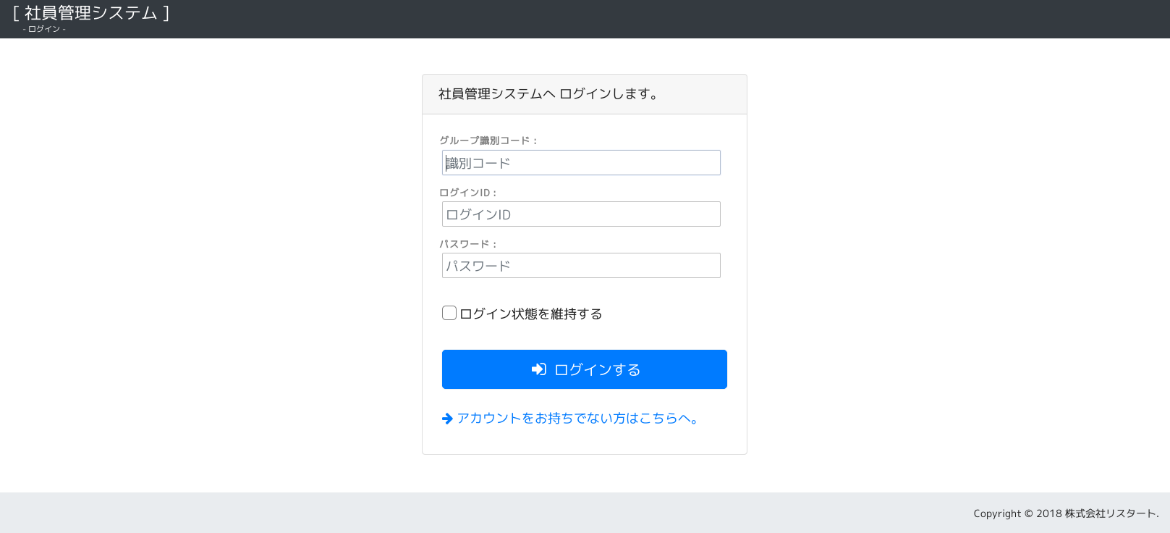 [ 社員管理システム ]
- ログイン -
社員管理システムへ ログインします。
グループ識別コード :
識別コード
ログインID :
ログインID
パスワード :
パスワード
ログイン状態を維持する
ログインする
アカウントをお持ちでない方はこちらへ。
Copyright © 2018 株式会社リスタート.